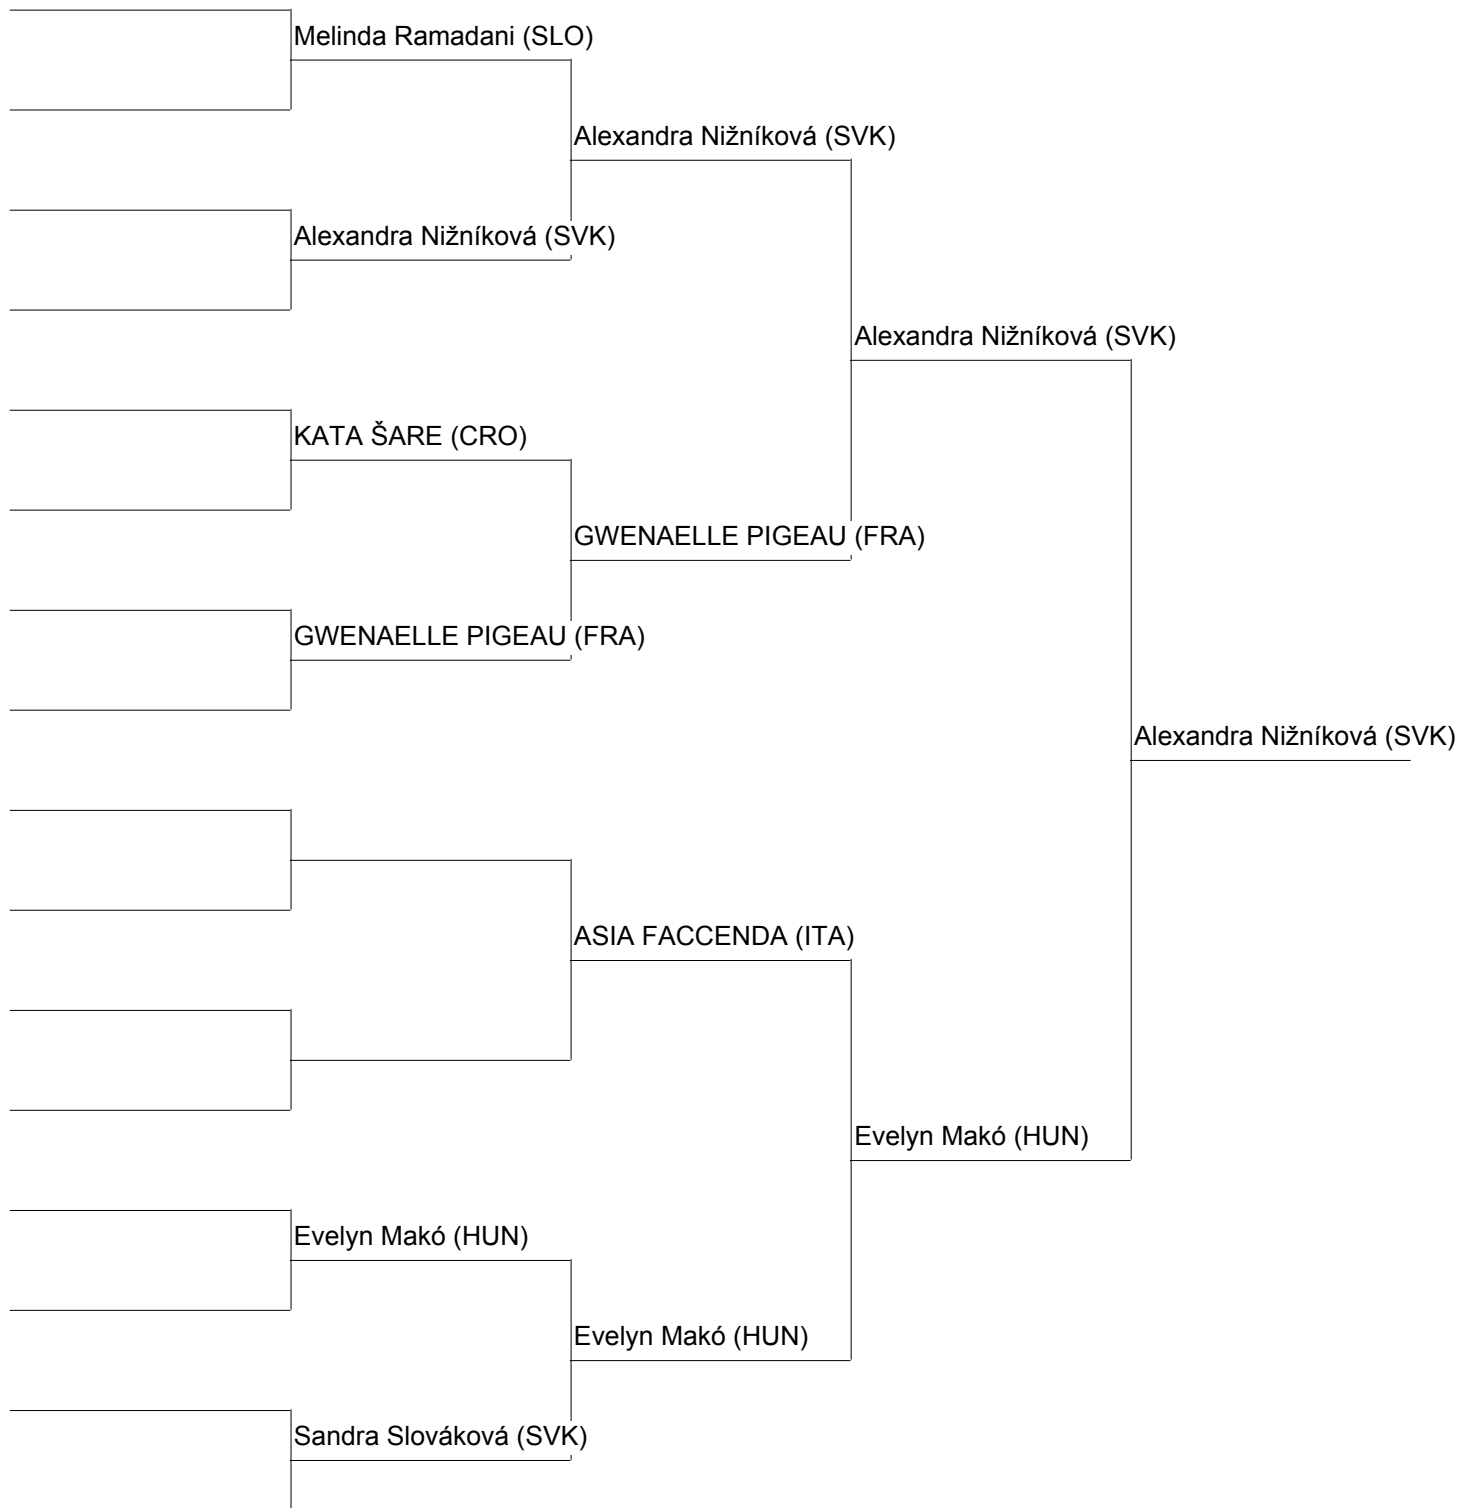 Melinda Ramadani (SLO)
Alexandra Nižníková (SVK)
Alexandra Nižníková (SVK)
Alexandra Nižníková (SVK)
KATA ŠARE (CRO)
GWENAELLE PIGEAU (FRA)
GWENAELLE PIGEAU (FRA)
Alexandra Nižníková (SVK)
ASIA FACCENDA (ITA)
Evelyn Makó (HUN)
Evelyn Makó (HUN)
Evelyn Makó (HUN)
Sandra Slováková (SVK)